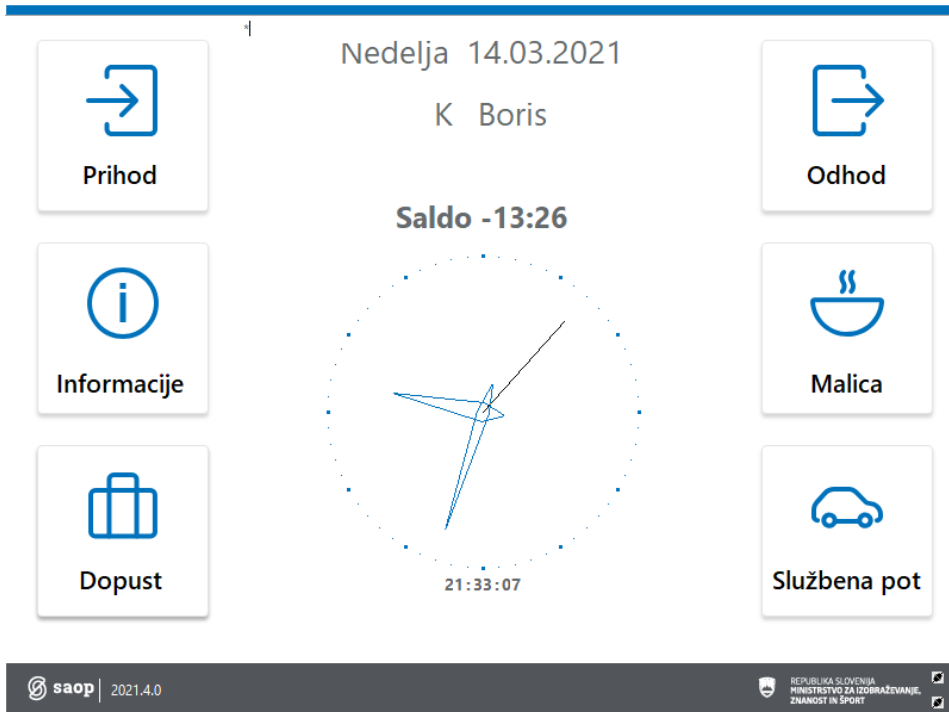 *
Nedelja 14.03.2021
K Boris
Prihod
Odhod
Saldo -13:26
Informacije
Malica
Dopust
Službena pot
21:33:07
saop 2021.4.0
REPUBLIKA SLOVENIJA
MINISTRSTVO ZA IZOBRAŽEVANJE,
ZNANOST IN ŠPORT